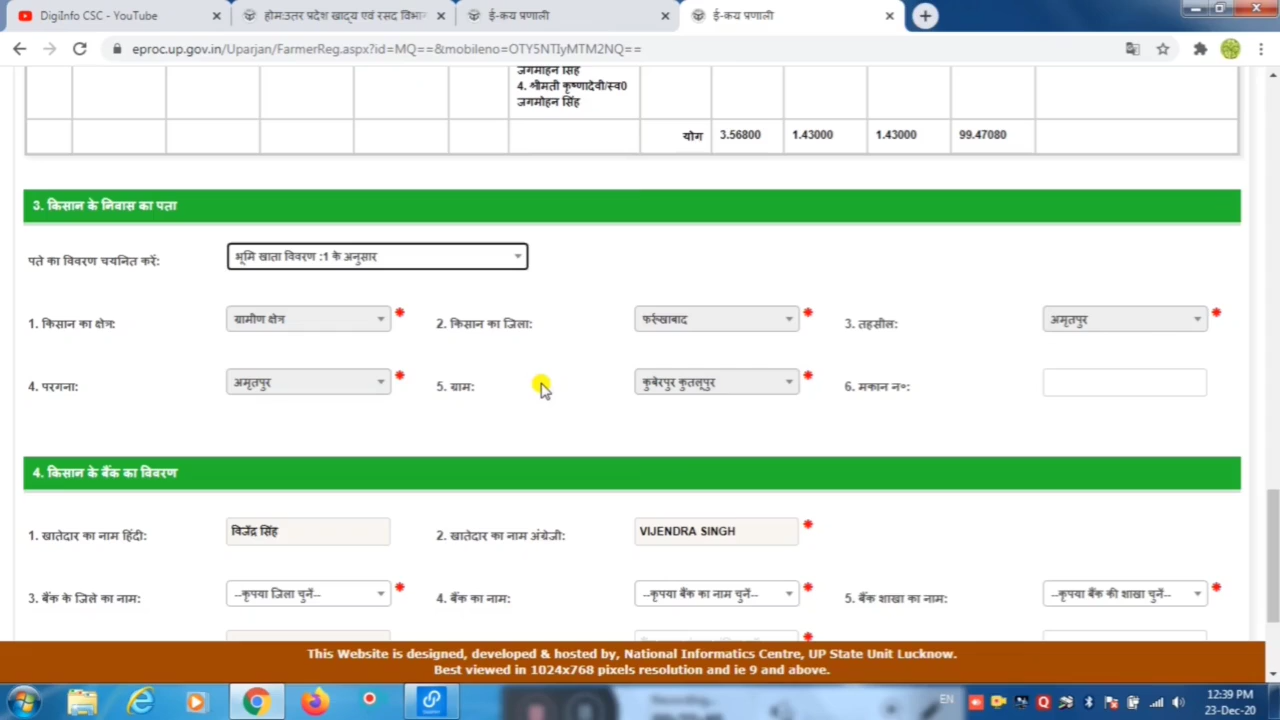 DigiInfo CSC - YouTube
होम:उतर प्रदेश खाद्य एवं रसद विभा
ई-कय प्रणाली
ई-कय प्रणाली
eproc.up.gov.in/Uparjan/FarmerReg.aspx?id=MQ==&mobileno=OTY5NTIyMTM2NQ==
जगमोहन सिंह
4. श्रीमती कृष्णादेवी/स्व0
जगमोहन सिंह
योग 3.56800 1.43000 1.43000 99.47080
3. किसान के निवास का पता
पते का विवरण चयनित करें: भूमि खाता विवरण :1 के अनुसार
1. किसान का क्षेत्र: ग्रामीण क्षेत्र 2. किसान का जिला: फर्रुखाबाद 3. तहसील: अमृतपुर
4. परगना: अमृतपुर 5. ग्राम: कुबेरपुर कुतलूपुर 6. मकान न०:
4. किसान के बैंक का विवरण
1. खातेदार का नाम हिंदी: विजेंद्र सिंह 2. खातेदार का नाम अंग्रेजी: VIJENDRA SINGH
3. बैंक के जिले का नाम: --कृपया जिला चुनें-- 4. बैंक का नाम: --कृपया बैंक का नाम चुनें-- 5. बैंक शाखा का नाम: --कृपया बैंक की शाखा चुनें--
This Website is designed, developed & hosted by, National Informatics Centre, UP State Unit Lucknow.
Best viewed in 1024x768 pixels resolution and ie 9 and above.
EN
12:39 PM
23-Dec-20